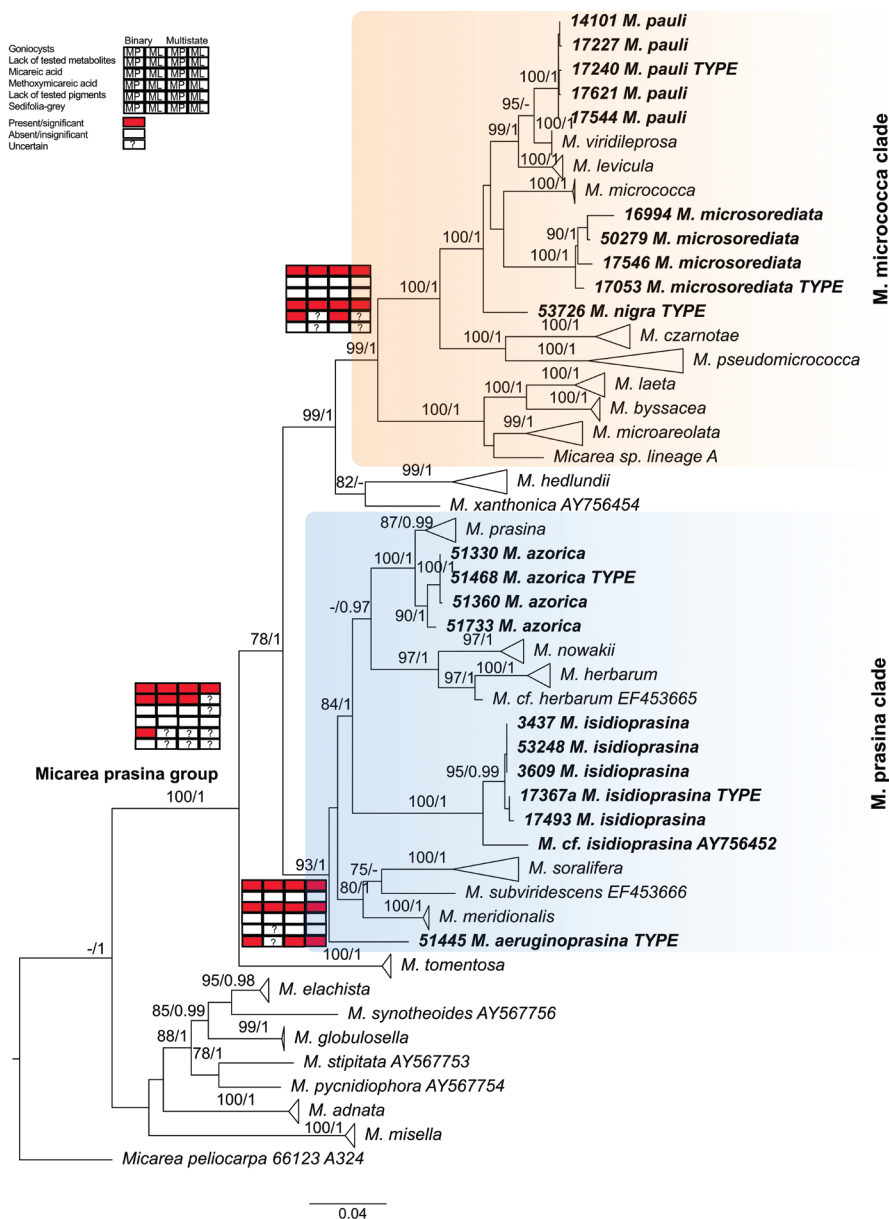 Binary Multistate
Goniocysts MP ML MP ML
Lack of tested metabolites MP ML MP ML
Micareic acid MP ML MP ML
Methoxymicareic acid MP ML MP ML
Lack of tested pigments MP ML MP ML
Sedifolia-grey MP ML MP ML
Present/significant
Absent/insignificant
Uncertain ?
14101 M. pauli
17227 M. pauli
17240 M. pauli TYPE
100/1
17621 M. pauli
95/-
17544 M. pauli
100/1
99/1
M. viridileprosa
100/1
M. levicula
100/1
M. micrococca
16994 M. microsorediata
90/1
50279 M. microsorediata
100/1
100/1
17546 M. microsorediata
17053 M. microsorediata TYPE
100/1
53726 M. nigra TYPE
? ?
? ?
100/1
M. czarnotae
100/1
99/1
100/1
M. pseudomicrococca
100/1
M. laeta
100/1
100/1
M. byssacea
100/1
99/1
99/1
M. microareolata
Micarea sp. lineage A
M. micrococca clade
99/1
M. hedlundii
82/-
M. xanthonica AY756454
87/0.99
M. prasina
51330 M. azorica
100/1
100/1
51468 M. azorica TYPE
51360 M. azorica
-/0.97
90/1
51733 M. azorica
78/1
97/1
M. nowakii
97/1
100/1
M. herbarum
97/1
M. cf. herbarum EF453665
84/1
3437 M. isidioprasina
53248 M. isidioprasina
95/0.99
3609 M. isidioprasina
17367a M. isidioprasina TYPE
100/1
17493 M. isidioprasina
M. cf. isidioprasina AY756452
M. prasina clade
?
?
? ? ?
? ? ?
Micarea prasina group
100/1
93/1
100/1
M. soralifera
75/-
80/1
M. subviridescens EF453666
100/1
M. meridionalis
?
?
51445 M. aeruginoprasina TYPE
-/1
100/1
M. tomentosa
95/0.98
M. elachista
85/0.99
M. synotheoides AY567756
99/1
M. globulosella
88/1
78/1
M. stipitata AY567753
M. pycnidiophora AY567754
100/1
M. adnata
100/1
M. misella
Micarea peliocarpa 66123 A324
0.04